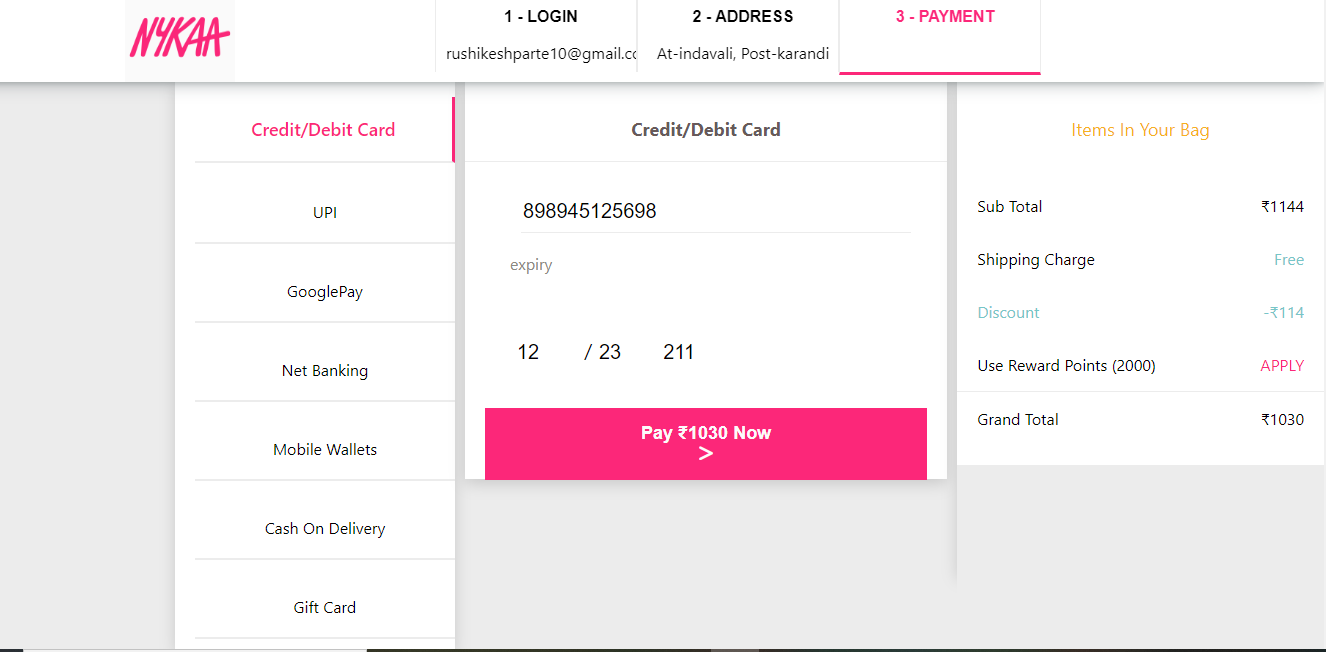 NYKAA
1 - LOGIN
rushikeshparte10@gmail.co
2 - ADDRESS
At-indavali, Post-karandi
3 - PAYMENT
Credit/Debit Card
UPI
GooglePay
Net Banking
Mobile Wallets
Cash On Delivery
Gift Card
Credit/Debit Card
898945125698
expiry
12 / 23 211
Pay ₹1030 Now
>
Items In Your Bag
Sub Total ₹1144
Shipping Charge Free
Discount -₹114
Use Reward Points (2000) APPLY
Grand Total ₹1030